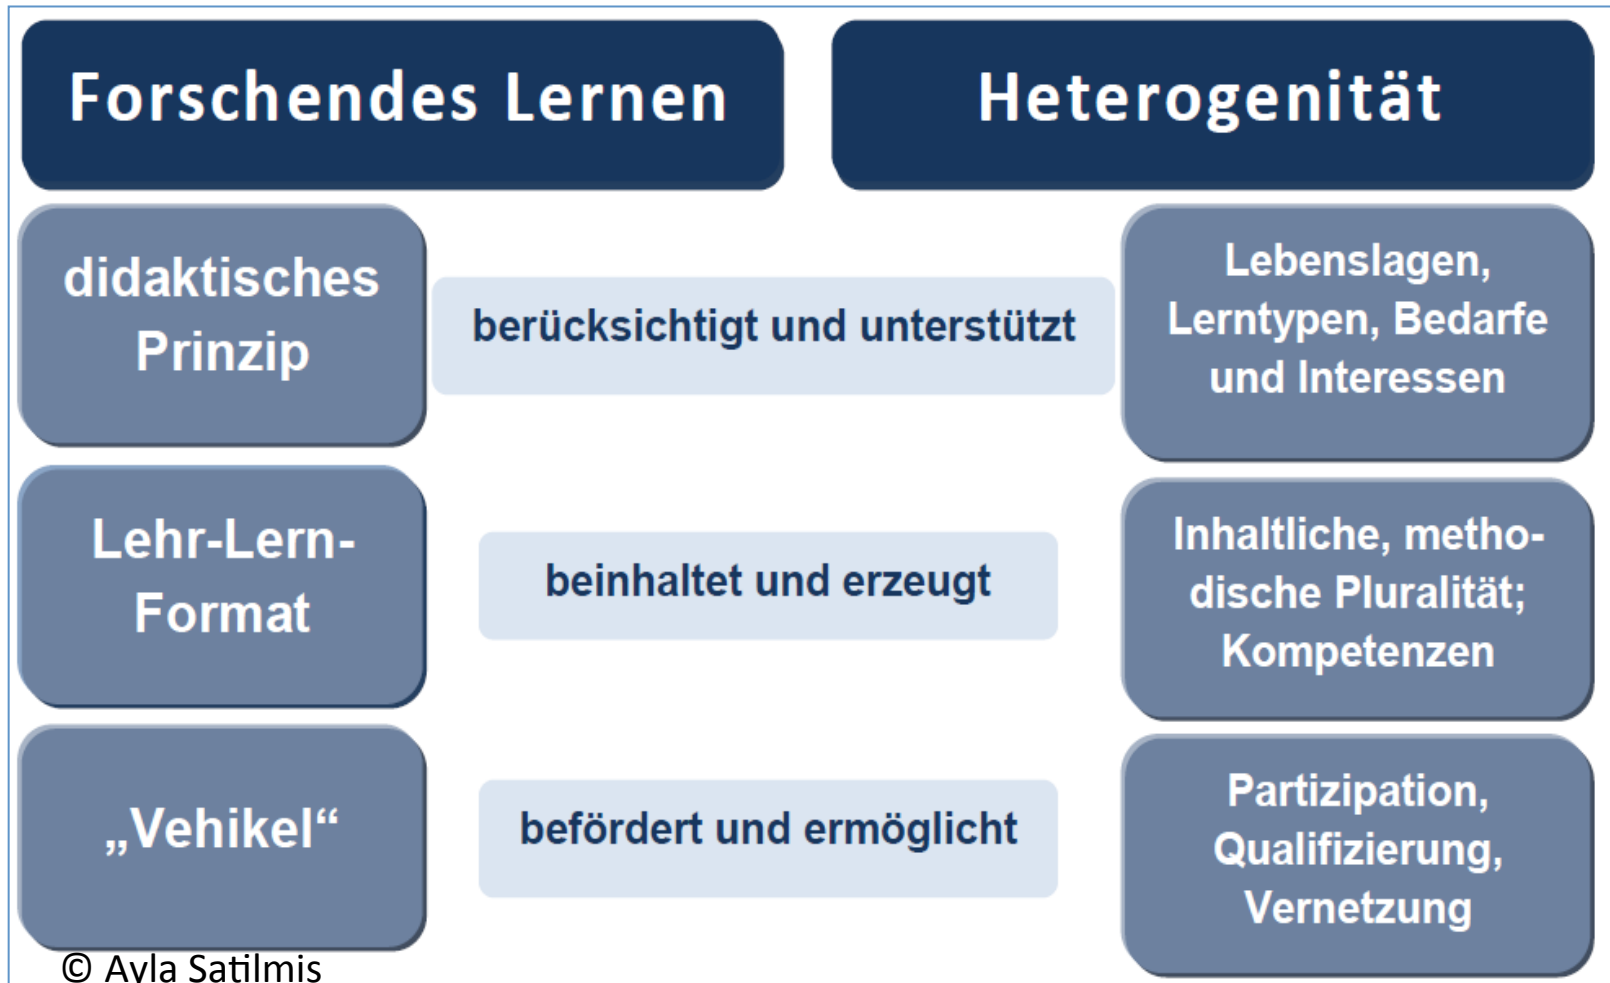 Forschendes Lernen
Heterogenität
didaktisches
Prinzip
berücksichtigt und unterstützt
Lebenslagen,
Lerntypen, Bedarfe
und Interessen
Lehr-Lern-
Format
beinhaltet und erzeugt
Inhaltliche, metho-
dische Pluralität;
Kompetenzen
„Vehikel“
befördert und ermöglicht
Partizipation,
Qualifizierung,
Vernetzung
© Ayla Satilmis